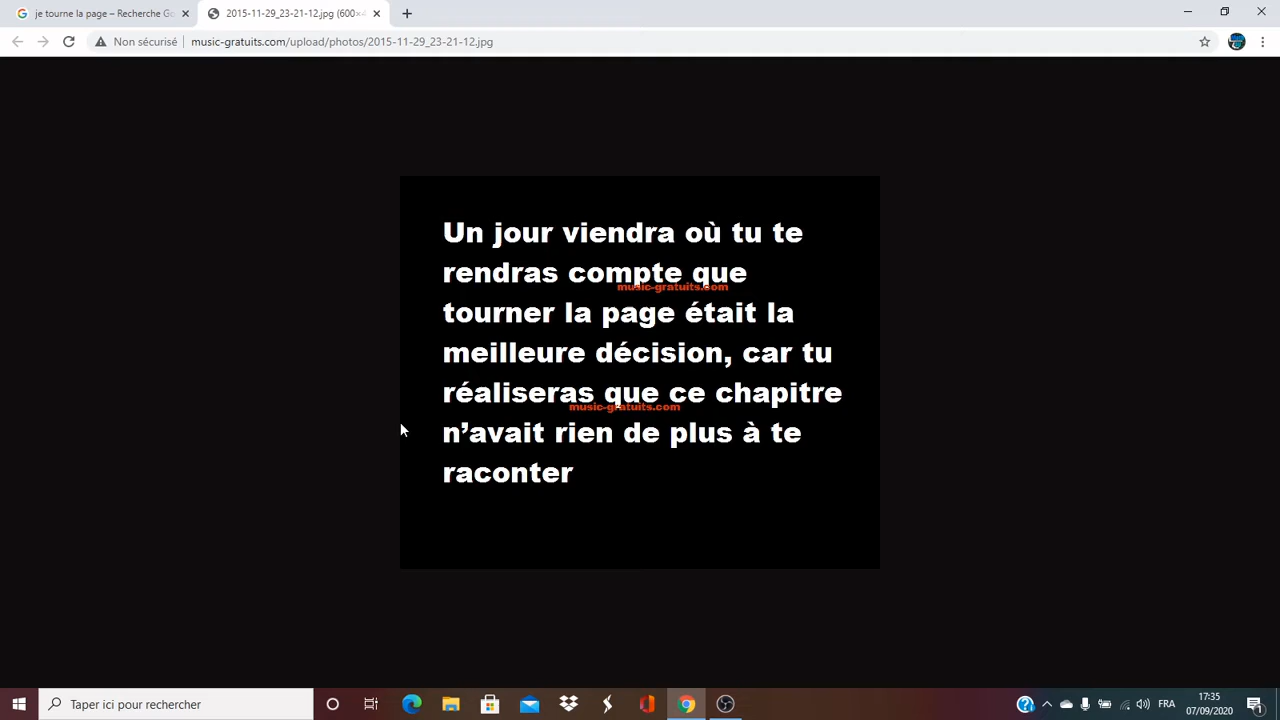 je tourne la page – Recherche Go
2015-11-29_23-21-12.jpg (600×4
Non sécurisé
music-gratuits.com/upload/photos/2015-11-29_23-21-12.jpg
Un jour viendra où tu te
rendras compte que
music-gratuits.com
tourner la page était la
meilleure décision, car tu
réaliseras que ce chapitre
music-gratuits.com
n’avait rien de plus à te
raconter
Taper ici pour rechercher
FRA
17:35
07/09/2020